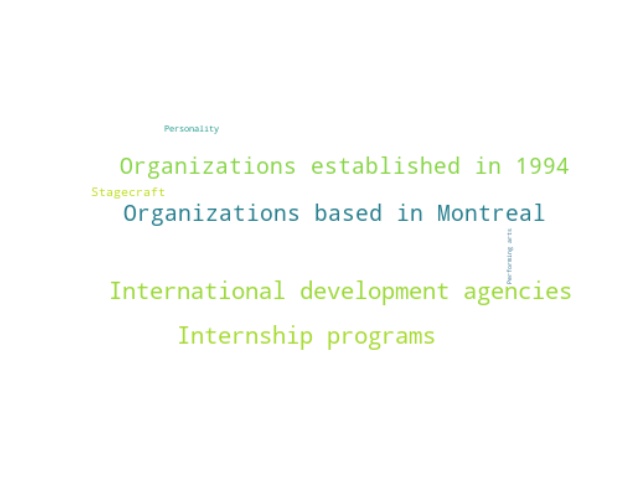 Personality
Organizations established in 1994
Stagecraft
Organizations based in Montreal
Performing arts
International development agencies
Internship programs